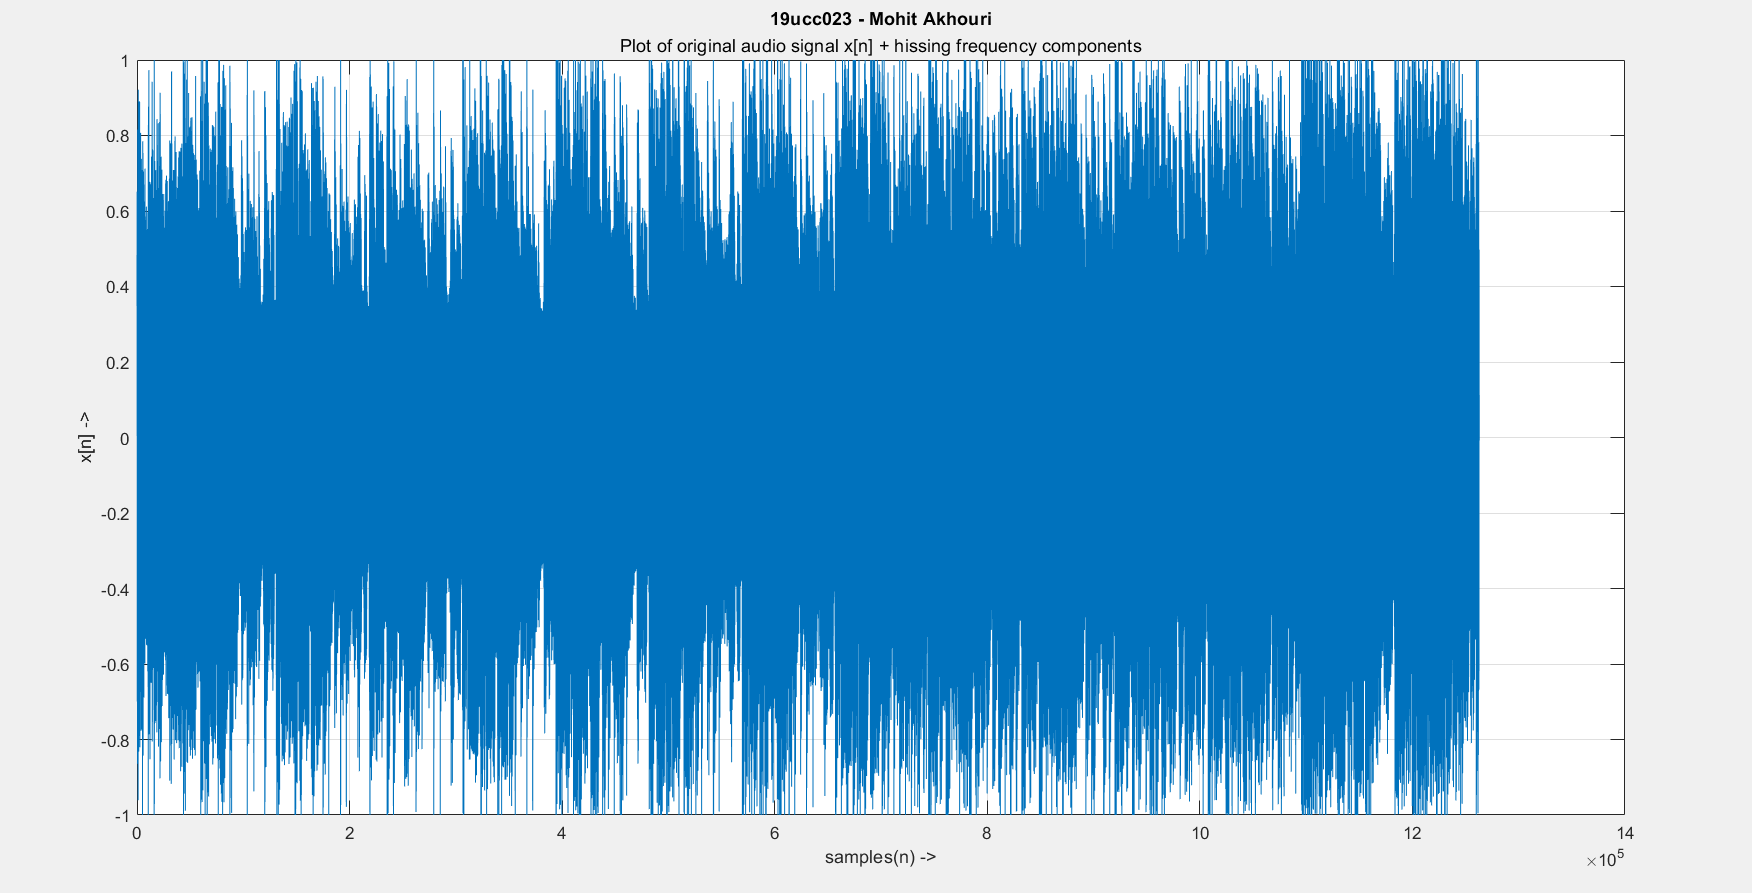 19ucc023 - Mohit Akhouri
Plot of original audio signal x[n] + hissing frequency components
1
0.8
0.6
0.4
0.2
0
-0.2
-0.4
-0.6
-0.8
-1
x[n] ->
0 2 4 6 8 10 12 14
samples(n) ->
×10^5